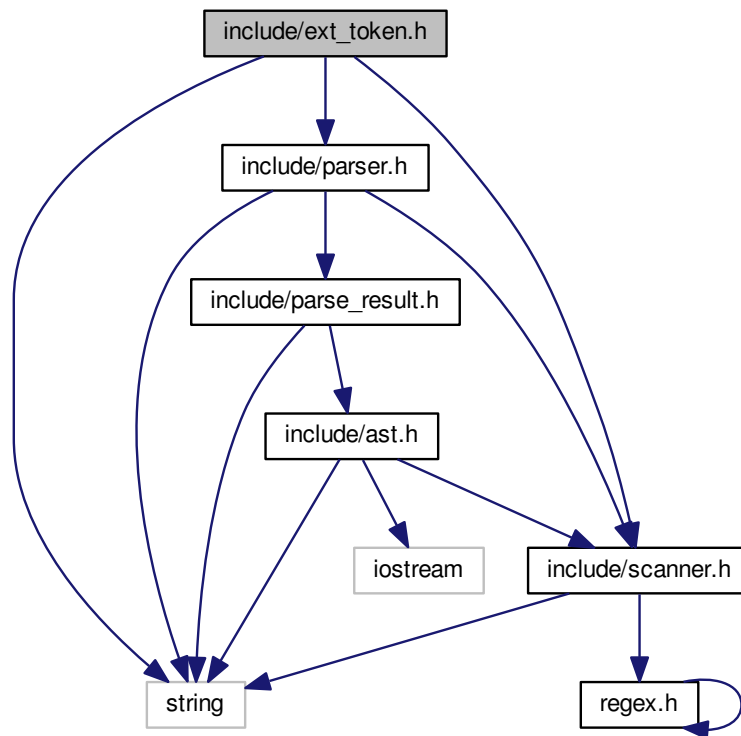 include/ext_token.h
include/parser.h
include/parse_result.h
include/ast.h
iostream
include/scanner.h
string
regex.h